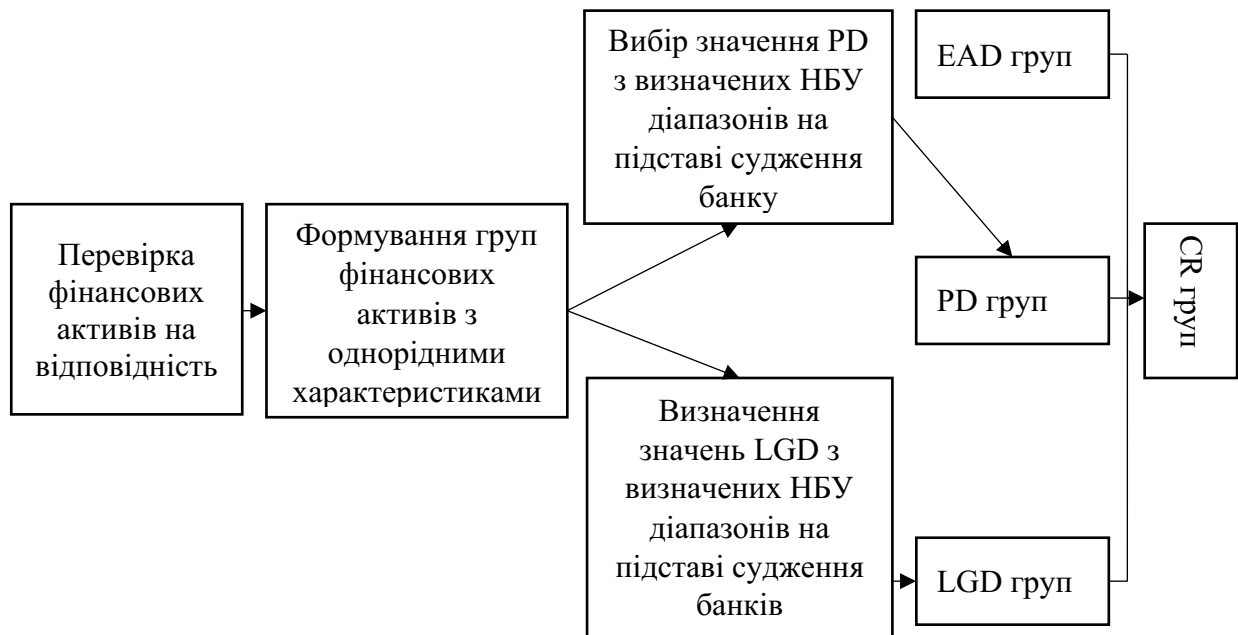 Перевірка
фінансових
активів на
відповідність
Формування груп
фінансових
активів з
однорідними
характеристиками
Вибір значення PD
з визначених НБУ
діапазонів на
підставі судження
банку
Визначення
значень LGD з
визначених НБУ
діапазонів на
підставі судження
банків
EAD груп
PD груп
LGD груп
CR груп